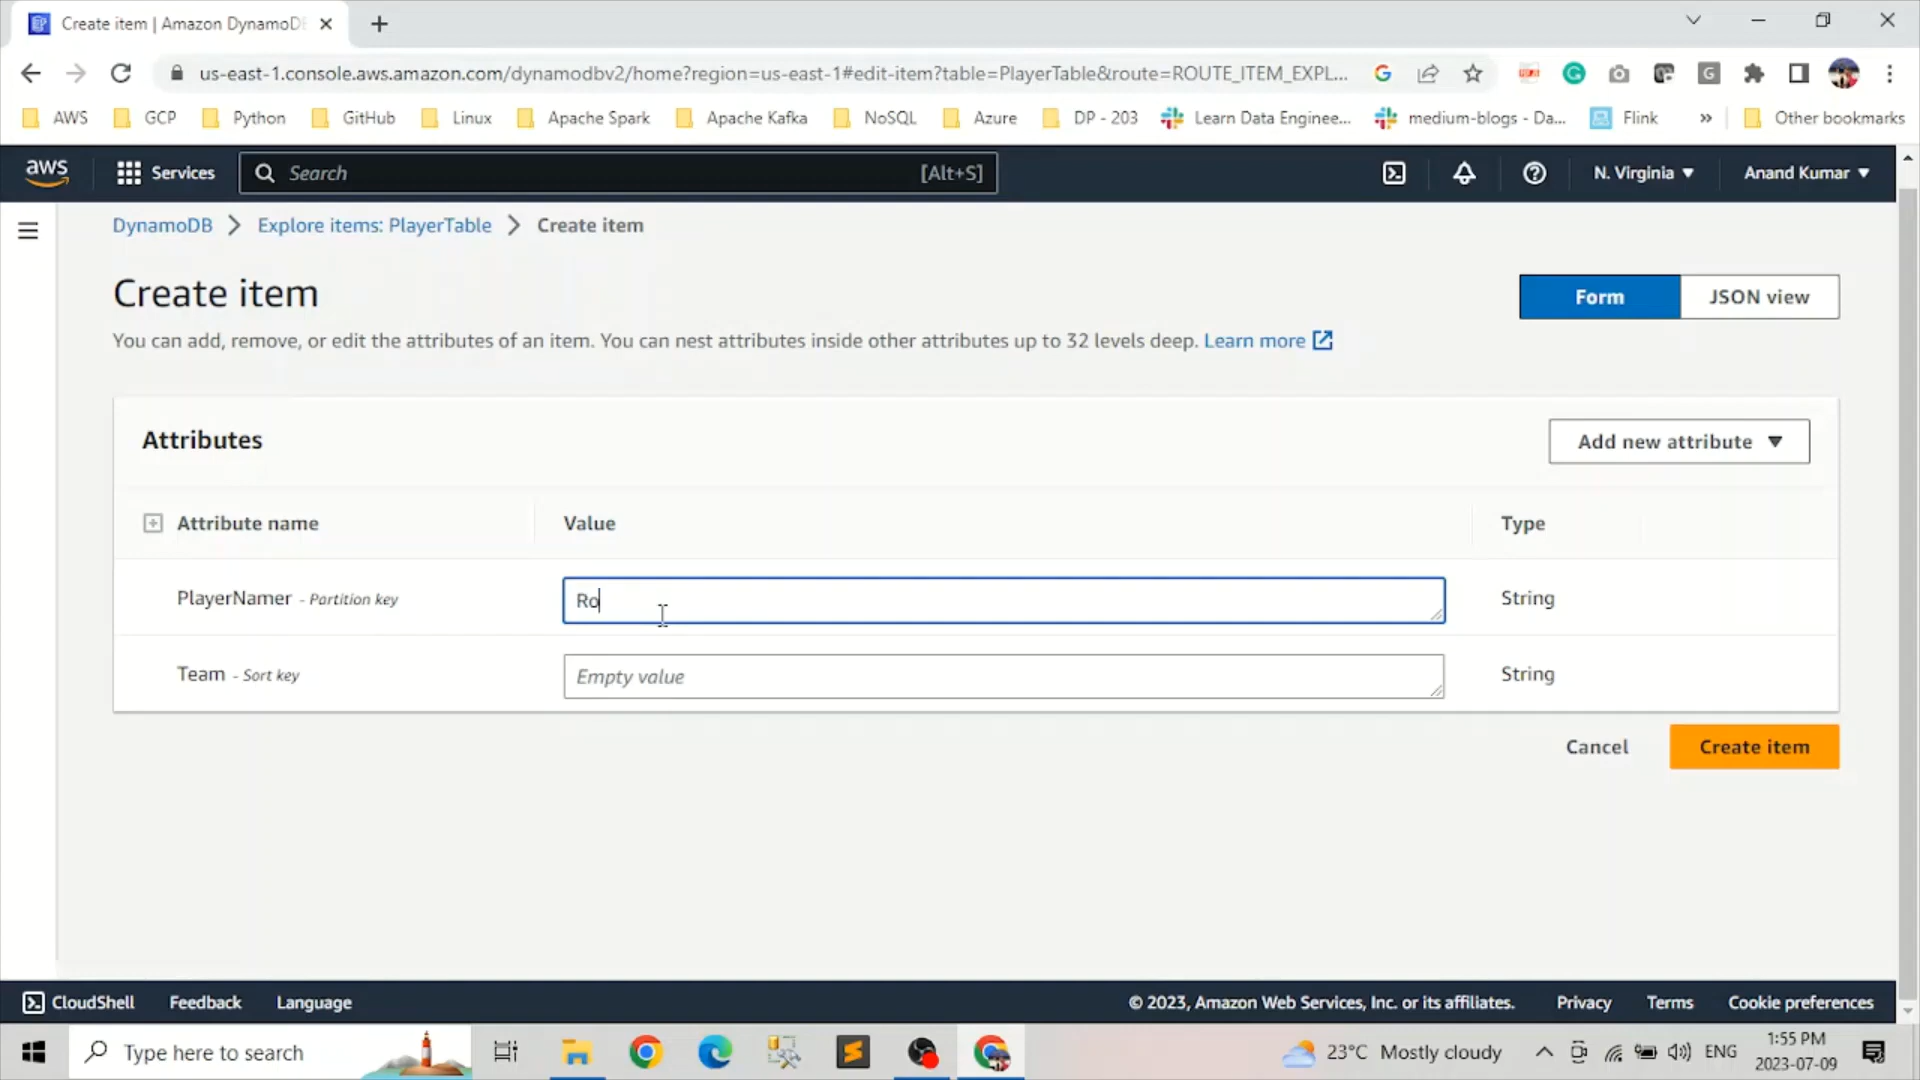 Create item | Amazon DynamoD
us-east-1.console.aws.amazon.com/dynamodbv2/home?region=us-east-1#edit-item?table=PlayerTable&route=ROUTE_ITEM_EXPL...
AWS GCP Python GitHub Linux Apache Spark Apache Kafka NoSQL Azure DP - 203 Learn Data Enginee... medium-blogs - Da... Flink » Other bookmarks
aws Services Search [Alt+S] N. Virginia ▼ Anand Kumar ▼
DynamoDB > Explore items: PlayerTable > Create item
Create item
Form JSON view
You can add, remove, or edit the attributes of an item. You can nest attributes inside other attributes up to 32 levels deep. Learn more
Attributes
Add new attribute ▼
Attribute name Value Type
PlayerNamer - Partition key Ro String
Team - Sort key Empty value String
Cancel Create item
CloudShell Feedback Language © 2023, Amazon Web Services, Inc. or its affiliates. Privacy Terms Cookie preferences
Type here to search 23°C Mostly cloudy ENG 1:55 PM
2023-07-09